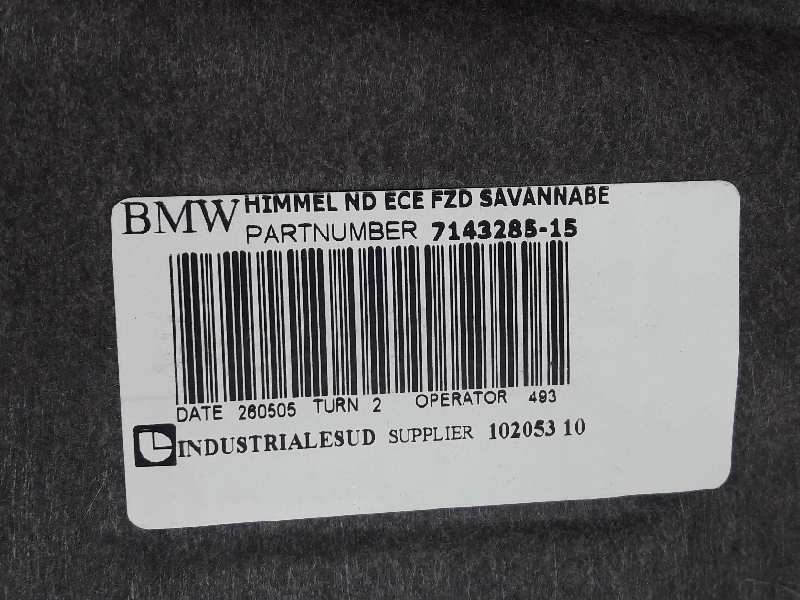 BMW HIMMEL ND ECE FZD SAVANNABE
PARTNUMBER 7143285-15
DATE 260505 TURN 2 OPERATOR 493
INDUSTRIALESUD SUPPLIER 102053 10